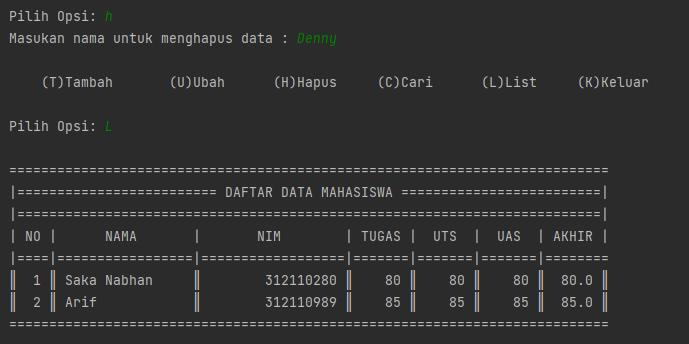 Pilih Opsi: h
Masukan nama untuk menghapus data : Denny
(T)Tambah (U)Ubah (H)Hapus (C)Cari (L)List (K)Keluar
Pilih Opsi: L
===========================================================================
|========================= DAFTAR DATA MAHASISWA =========================|
|=========================================================================|
| NO | NAMA | NIM | TUGAS | UTS | UAS | AKHIR |
|====|=================|==================|=======|=======|=======|========
║ 1 ║ Saka Nabhan ║ 312110280 ║ 80 ║ 80 ║ 80 ║ 80.0 ║
║ 2 ║ Arif ║ 312110989 ║ 85 ║ 85 ║ 85 ║ 85.0 ║
===========================================================================